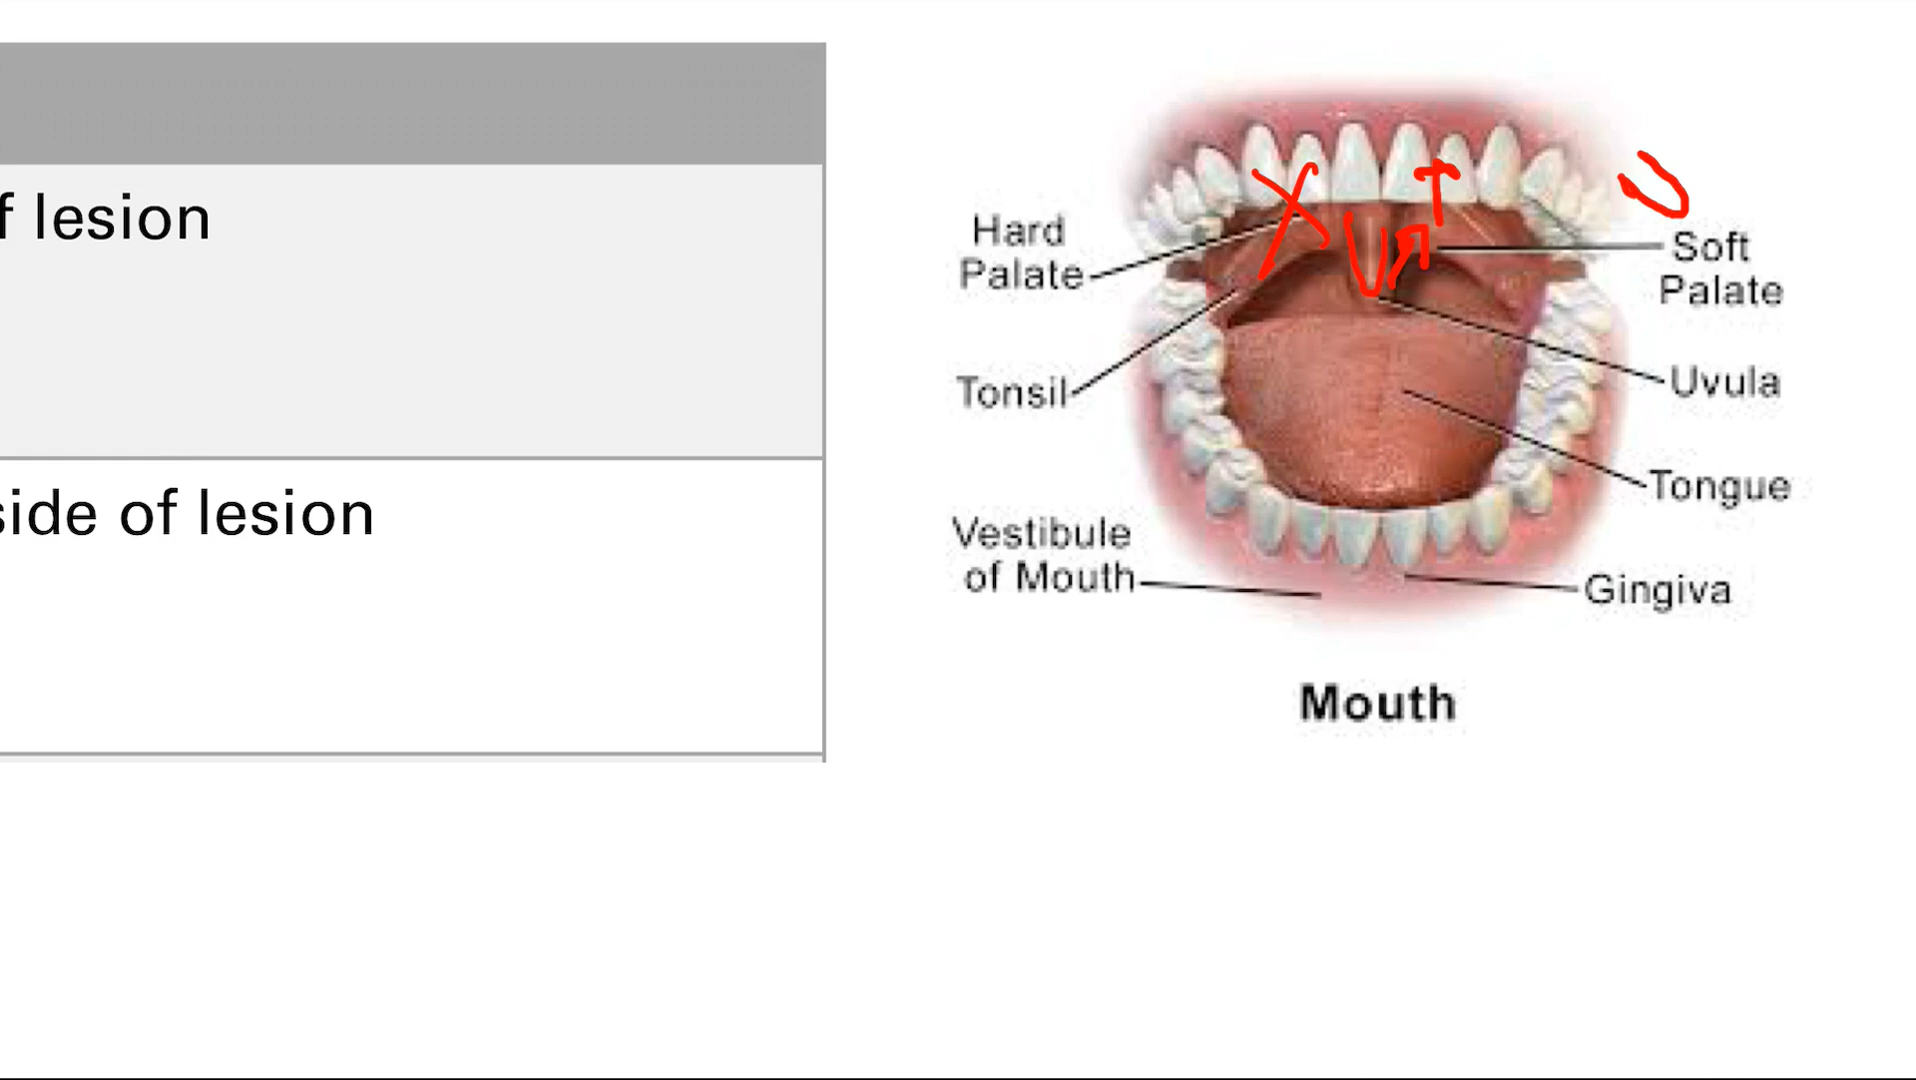 f lesion
side of lesion
Hard
Palate
Tonsil
Vestibule
of Mouth
Soft
Palate
Uvula
Tongue
Gingiva
Mouth